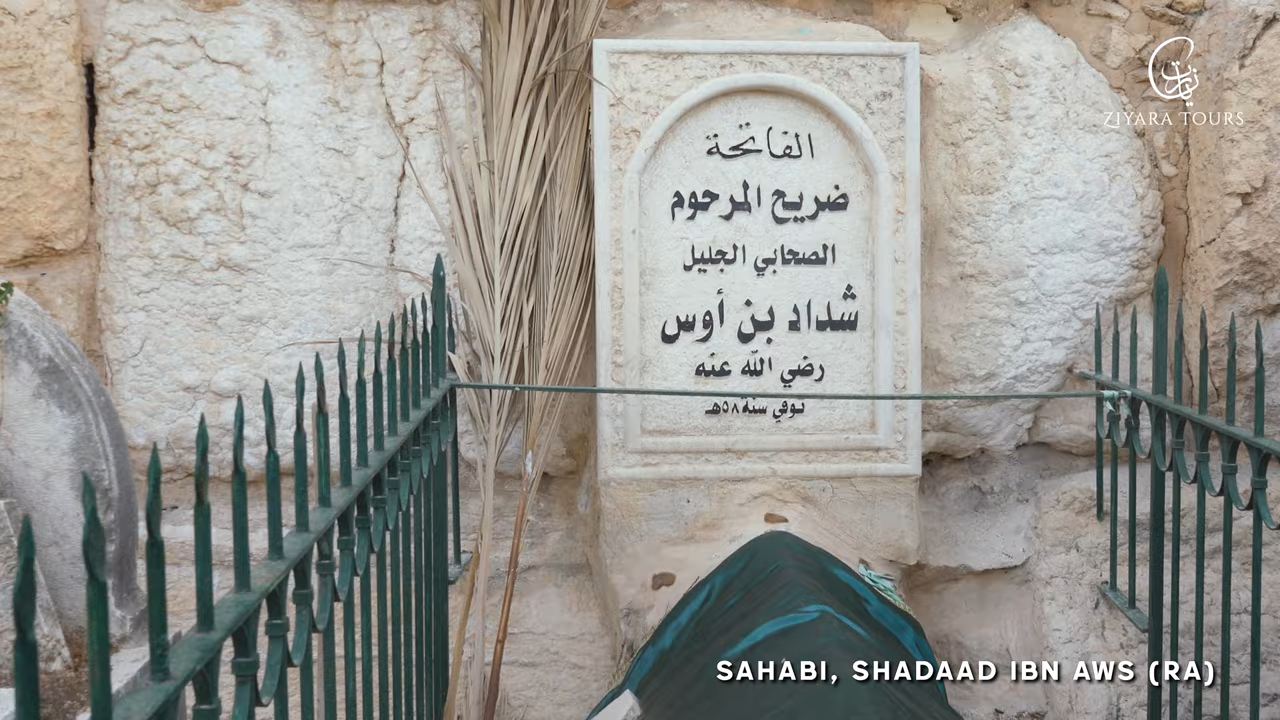 الفاتحة
ضريح المرحوم
الصحابي الجليل
شداد بن أوس
رضي الله عنه
توفي سنة ٥٨هـ
زيارة
ZIYARA TOURS
SAHABI, SHADAAD IBN AWS (RA)